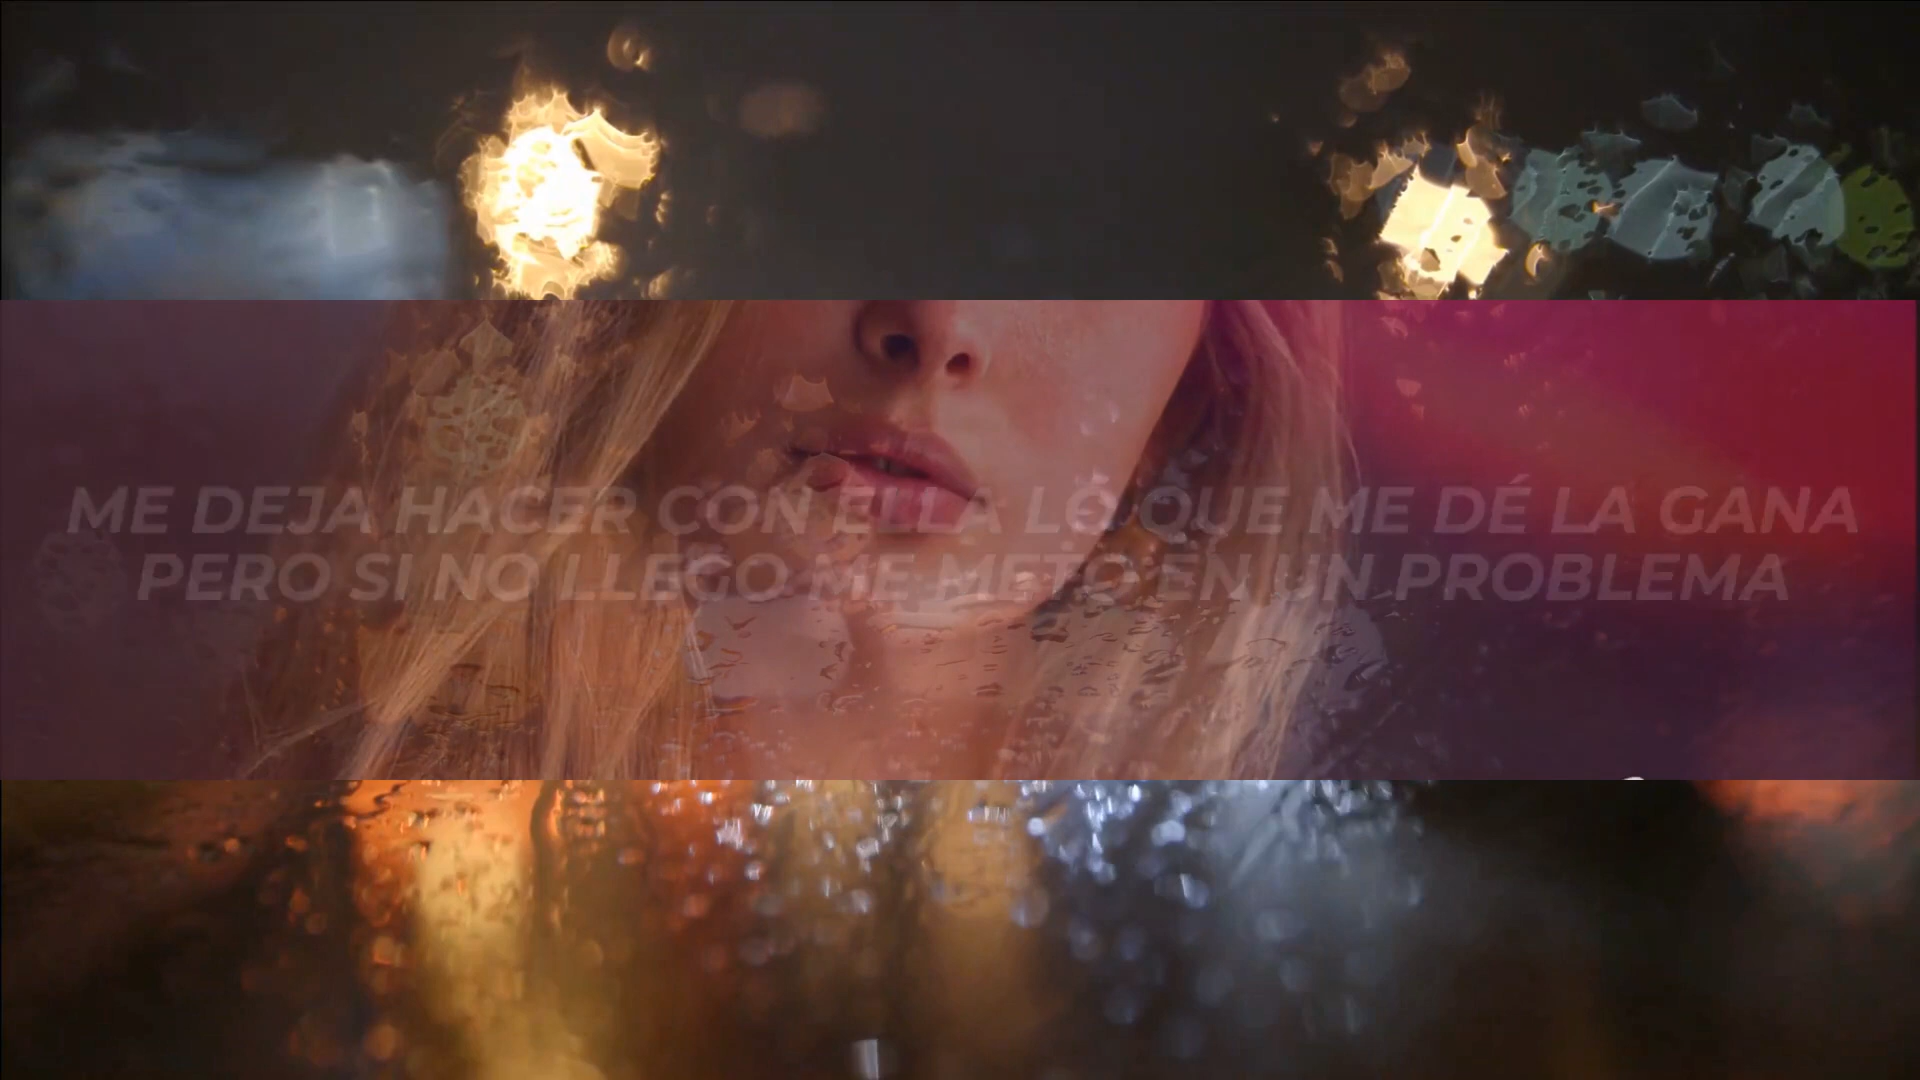 ME DEJA HACER CON ELLA LO QUE ME DÉ LA GANA
PERO SI NO LLEGO ME METO EN UN PROBLEMA